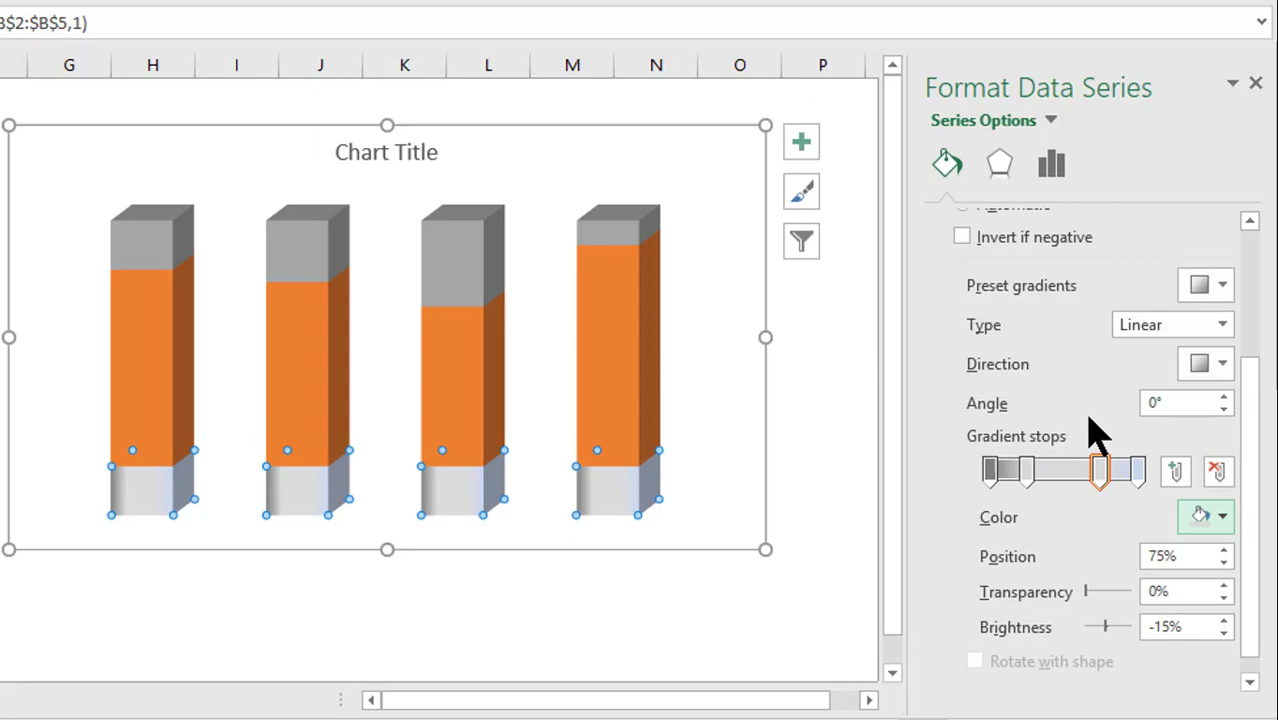 B$2:$B$5,1)
G H I J K L M N O P
Chart Title
Format Data Series
Series Options
Automatic
Invert if negative
Preset gradients
Type Linear
Direction
Angle 0°
Gradient stops
Color
Position 75%
Transparency 0%
Brightness -15%
Rotate with shape